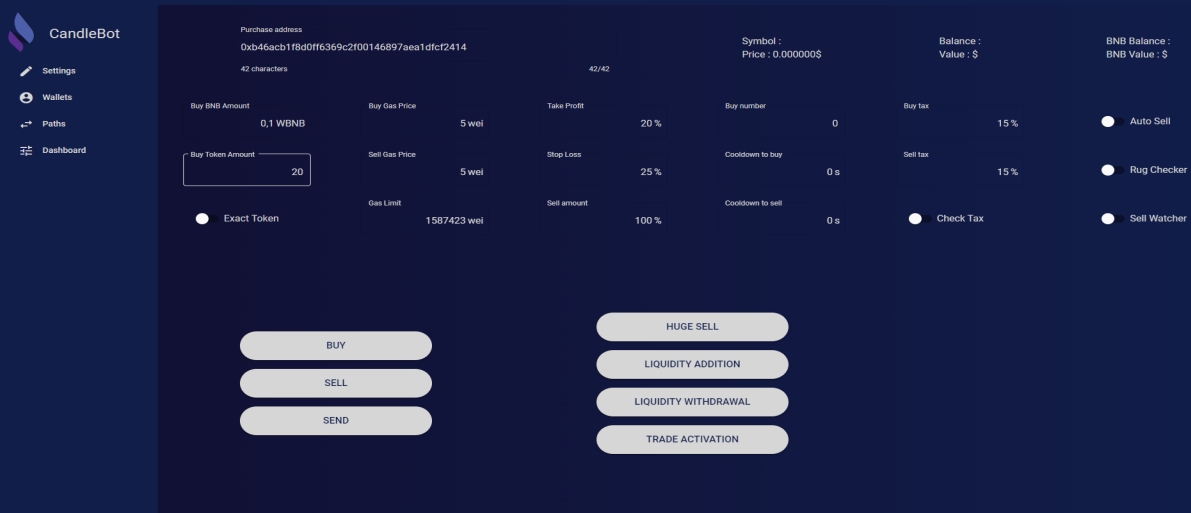 CandleBot
Settings
Wallets
Paths
Dashboard
Purchase address
0xb46acb1f8d0ff6369c2f00146897aea1dfcf2414
42 characters 42/42
Symbol :
Price : 0.000000$
Balance :
Value : $
BNB Balance :
BNB Value : $
Buy BNB Amount Buy Gas Price Take Profit Buy number Buy tax
0,1 WBNB 5 wei 20 % 0 15 % Auto Sell
Buy Token Amount Sell Gas Price Stop Loss Cooldown to buy Sell tax
20 5 wei 25 % 0 s 15 % Rug Checker
Gas Limit Sell amount Cooldown to sell
Exact Token 1587423 wei 100 % 0 s Check Tax Sell Watcher
BUY
SELL
SEND
HUGE SELL
LIQUIDITY ADDITION
LIQUIDITY WITHDRAWAL
TRADE ACTIVATION